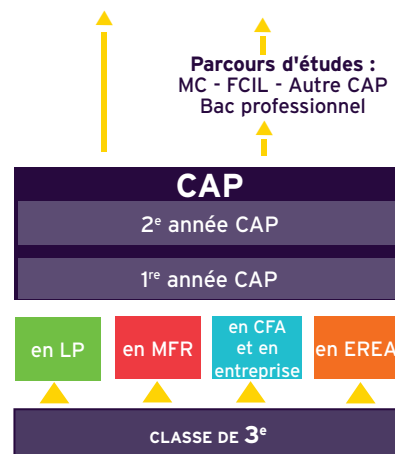 Parcours d'études :
MC - FCIL - Autre CAP
Bac professionnel
CAP
2e année CAP
1re année CAP
en LP
en MFR
en CFA
et en
entreprise
en EREA
CLASSE DE 3e